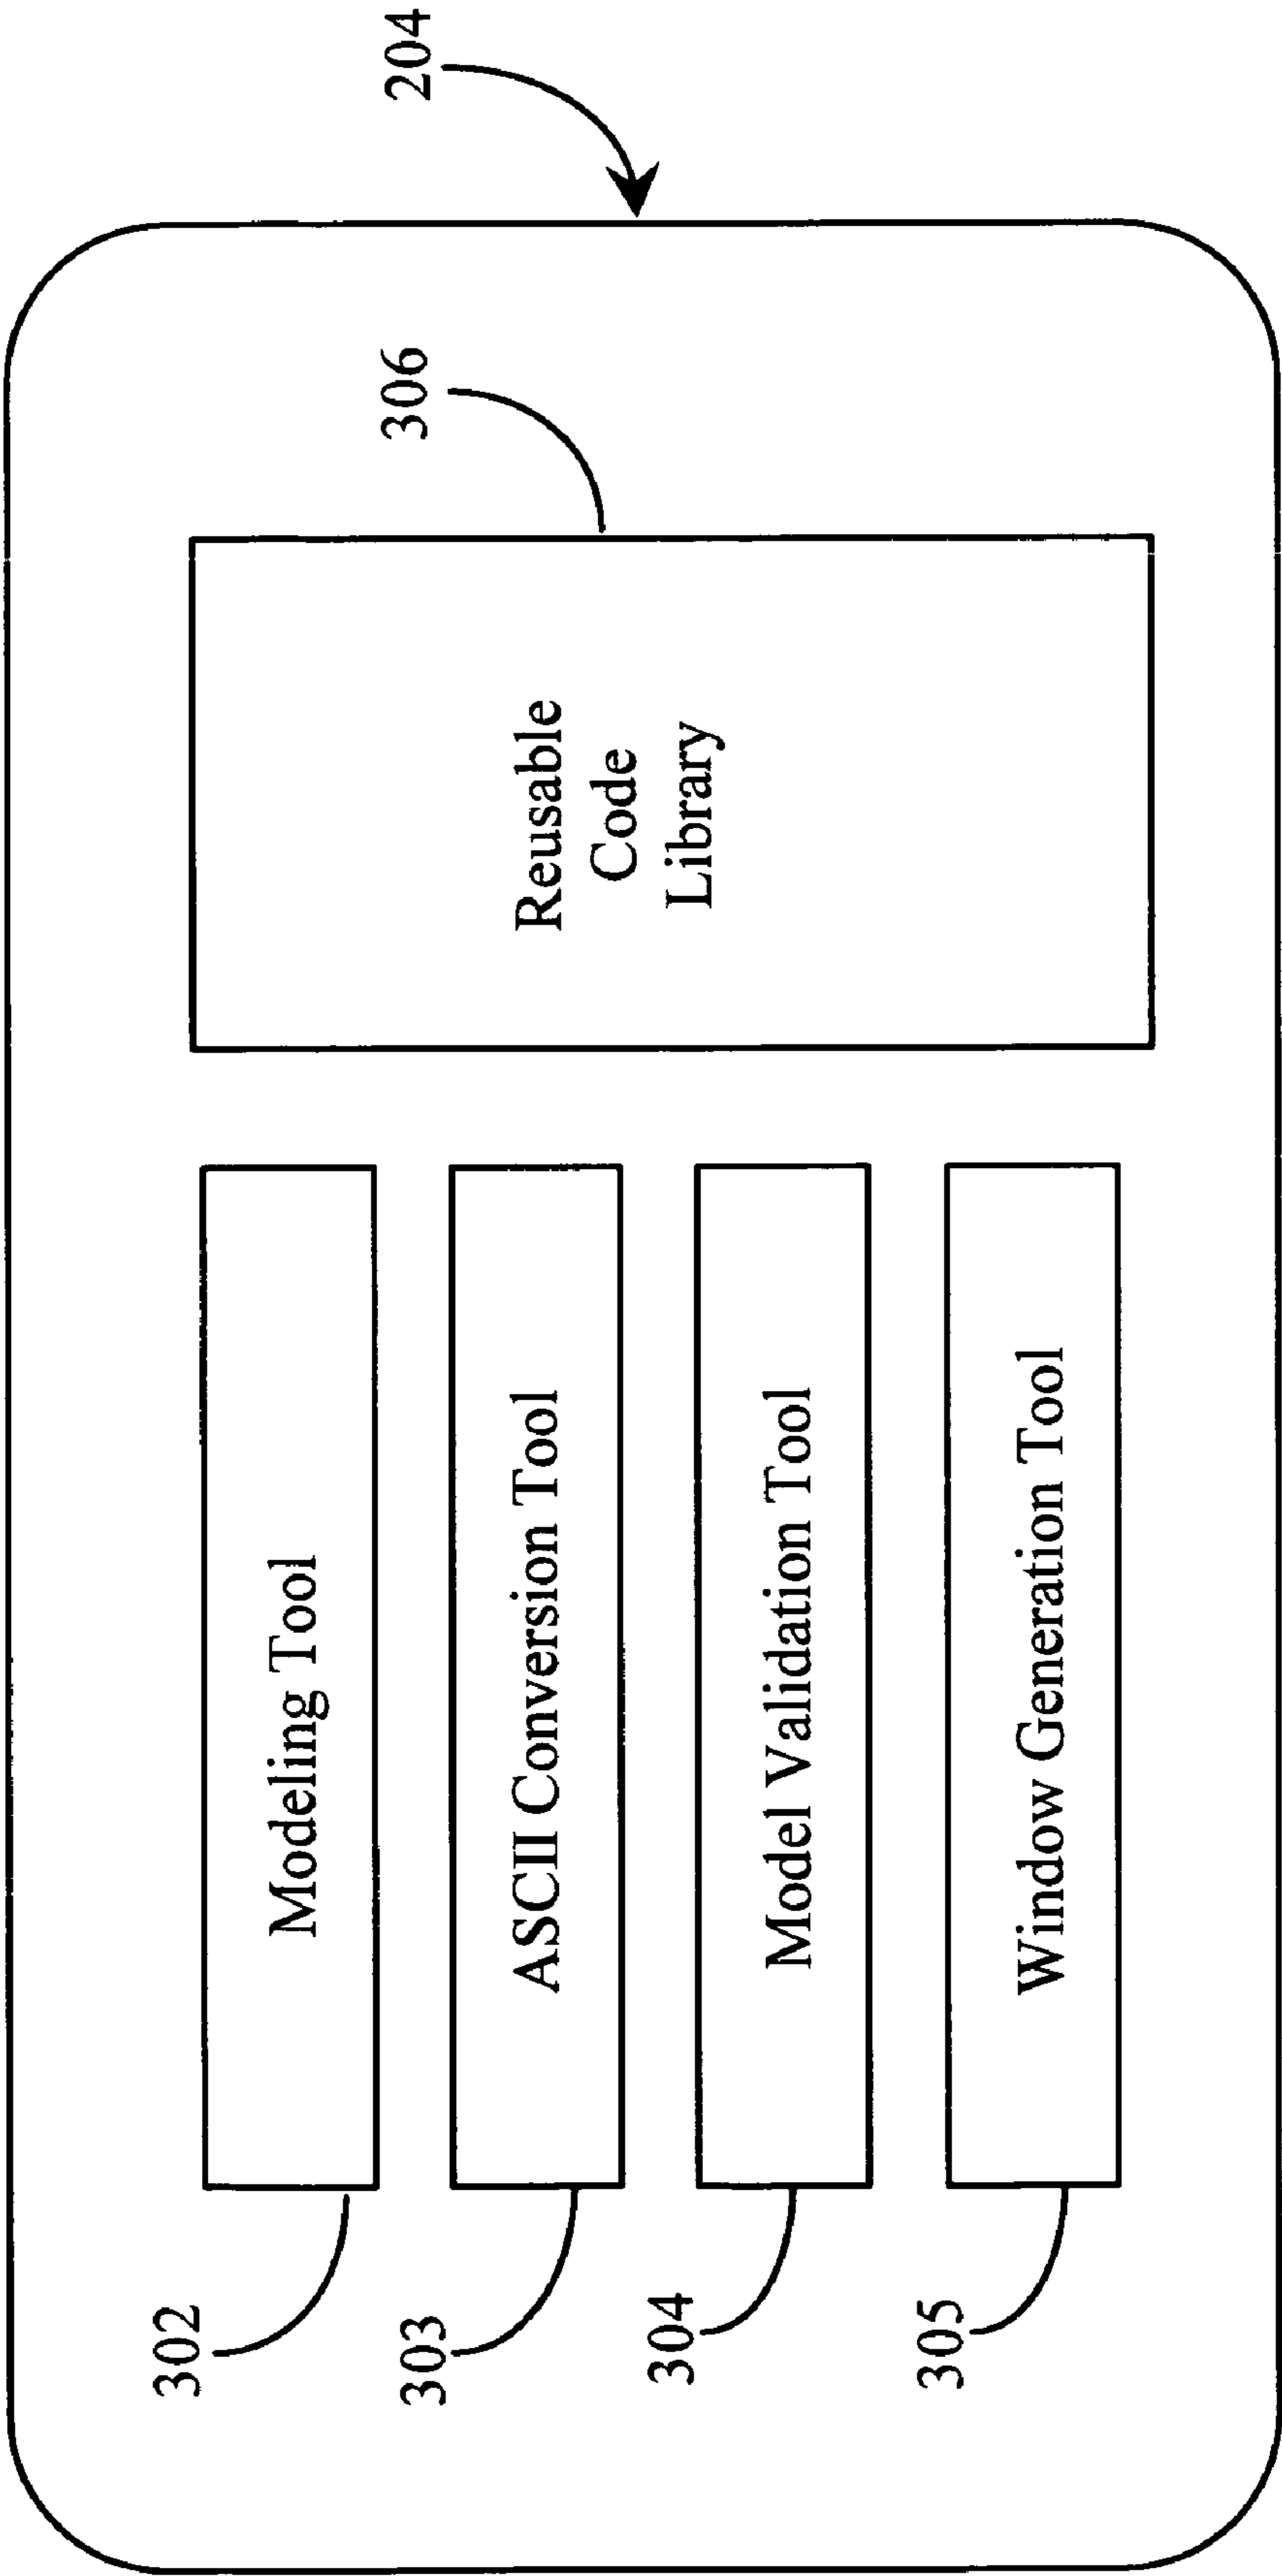 204
306
302
Modeling Tool
303
ASCII Conversion Tool
304
Model Validation Tool
305
Window Generation Tool
Reusable
Code
Library